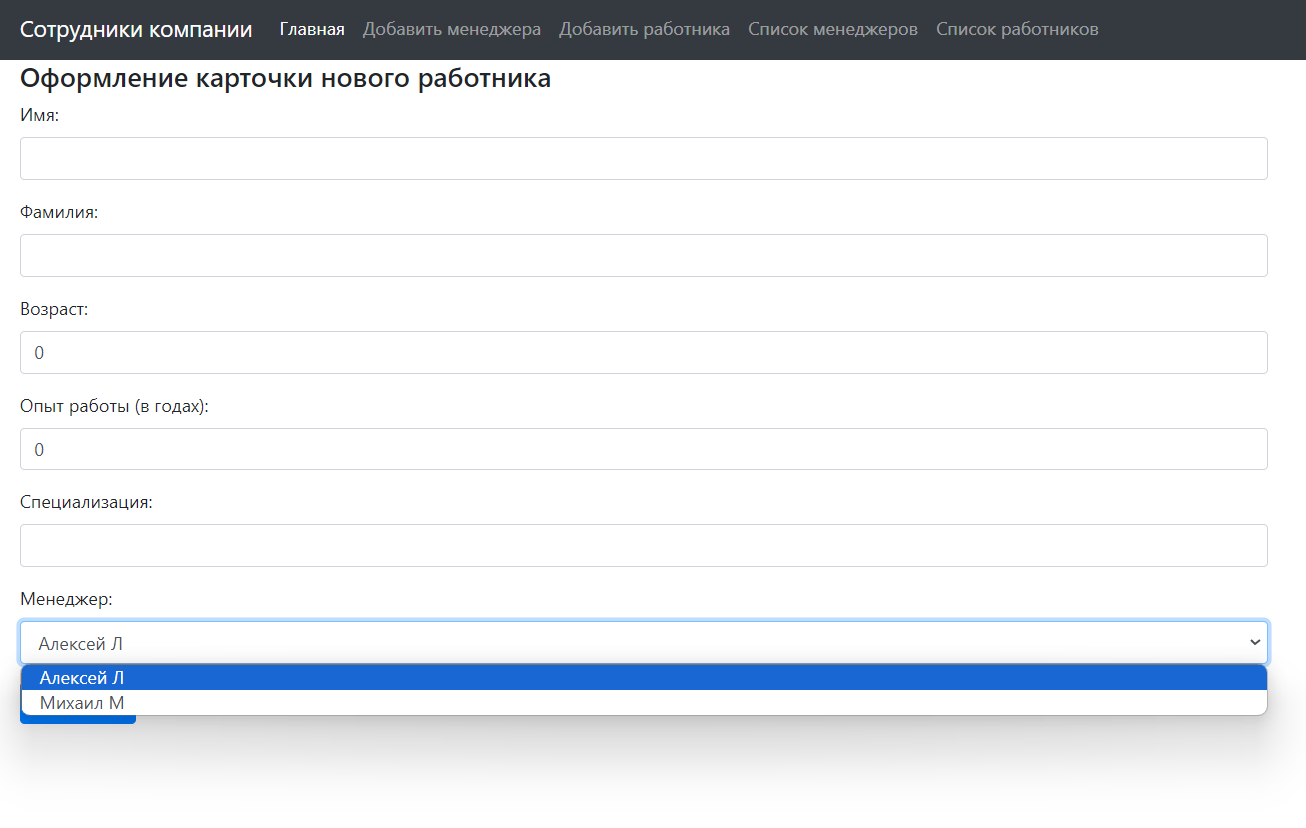 Сотрудники компании Главная Добавить менеджера Добавить работника Список менеджеров Список работников
Оформление карточки нового работника
Имя:
Фамилия:
Возраст:
0
Опыт работы (в годах):
0
Специализация:
Менеджер:
Алексей Л
Алексей Л
Михаил М